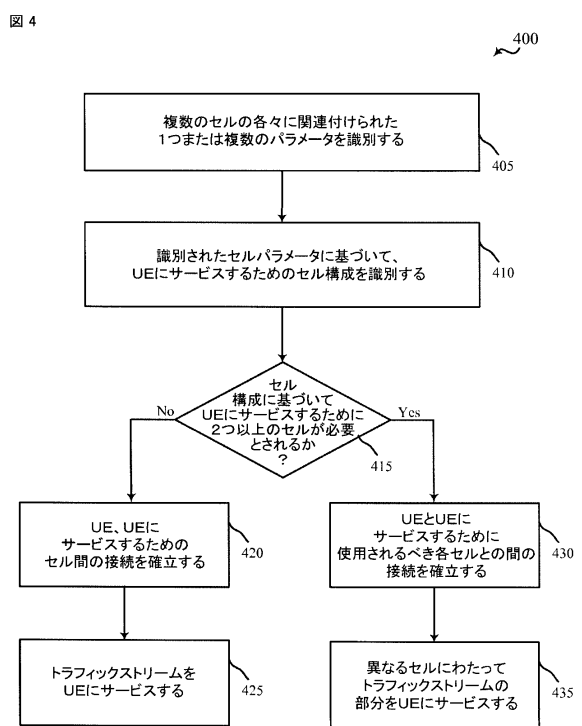 図 4
400
複数のセルの各々に関連付けられた
1つまたは複数のパラメータを識別する
405
識別されたセルパラメータに基づいて、
UEにサービスするためのセル構成を識別する
410
セル
構成に基づいて
UEにサービスするために
2つ以上のセルが必要
とされるか
?
No
Yes
415
UE、UEに
サービスするための
セル間の接続を確立する
420
UEとUEに
サービスするために
使用されるべき各セルとの間の
接続を確立する
430
トラフィックストリームを
UEにサービスする
425
異なるセルにわたって
トラフィックストリームの
部分をUEにサービスする
435